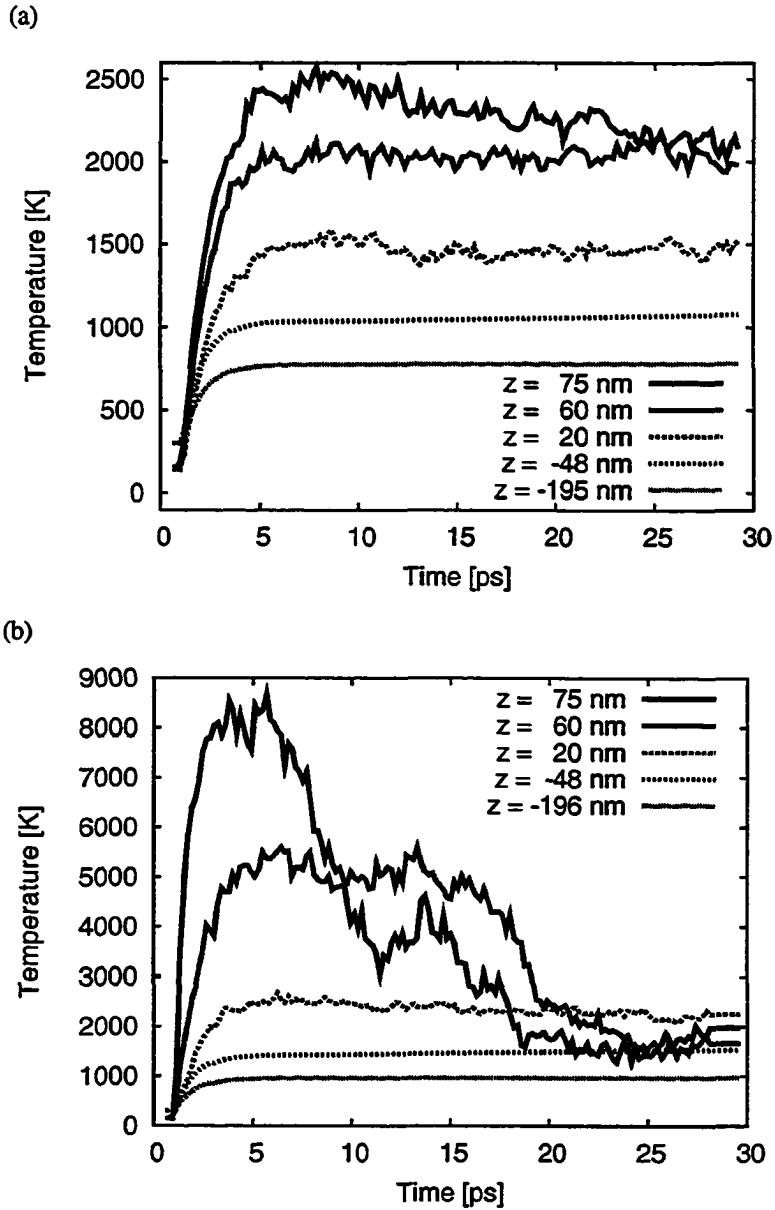 (a)
2500
2000
1500
1000
500
0
Temperature [K]
z = 75 nm
z = 60 nm
z = 20 nm
z = -48 nm
z = -195 nm
0 5 10 15 20 25 30
Time [ps]
(b)
9000
8000
7000
6000
5000
4000
3000
2000
1000
0
Temperature [K]
z = 75 nm
z = 60 nm
z = 20 nm
z = -48 nm
z = -196 nm
0 5 10 15 20 25 30
Time [ps]